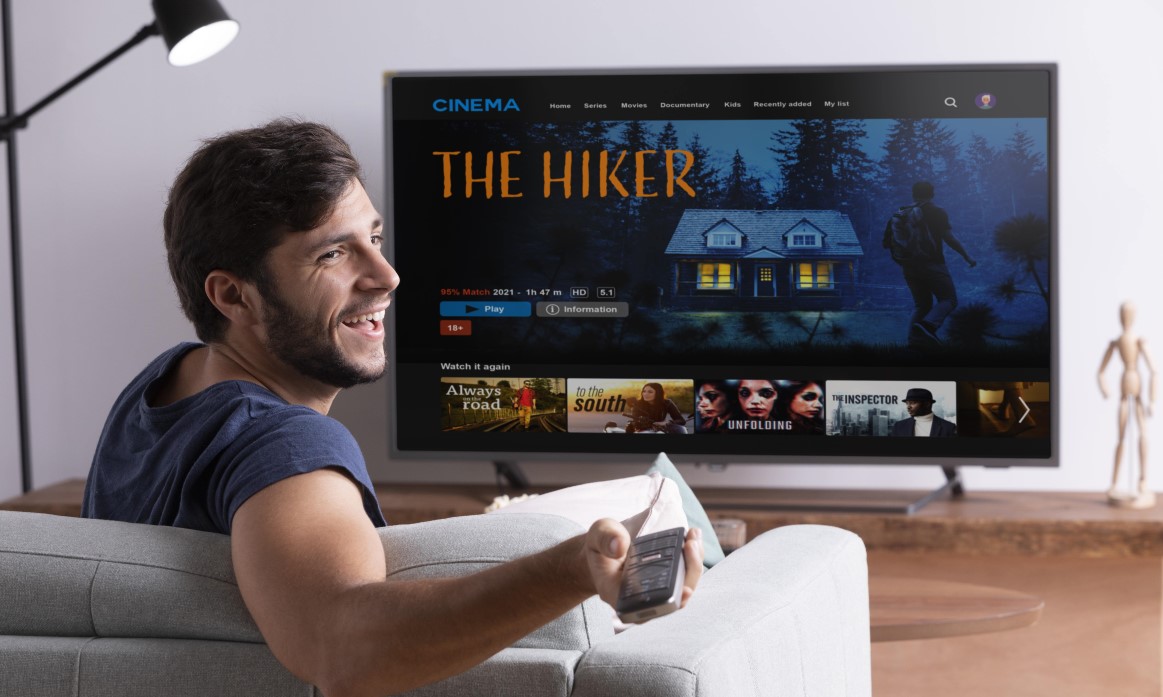 CINEMA Home Series Movies Documentary Kids Recently added My list
THE HIKER
95% Match 2021 - 1h 47 m HD 5.1
Play Information
18+
Watch it again
Always
on the
road
to the
south
UNFOLDING
THE INSPECTOR